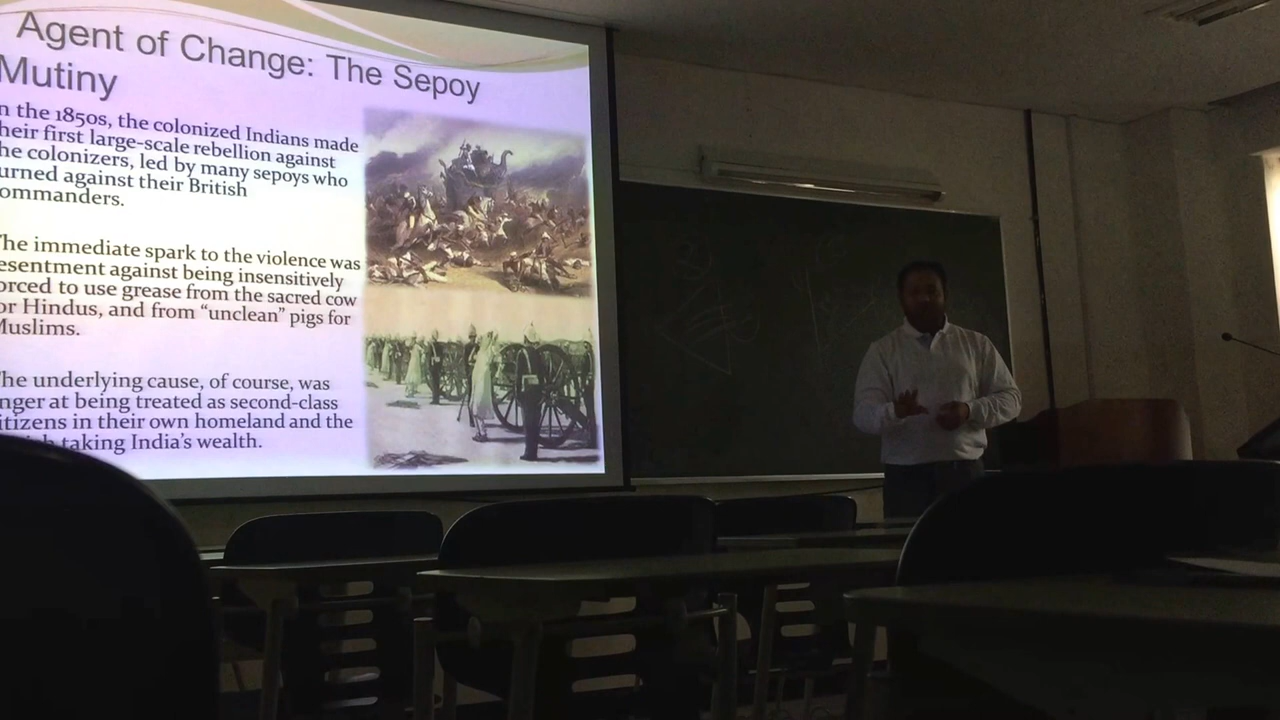 Agent of Change: The Sepoy
Mutiny
n the 1850s, the colonized Indians made
heir first large-scale rebellion against
he colonizers, led by many sepoys who
urned against their British
ommanders.
he immediate spark to the violence was
esentment against being insensitively
orced to use grease from the sacred cow
or Hindus, and from “unclean” pigs for
Muslims.
he underlying cause, of course, was
nger at being treated as second-class
itizens in their own homeland and the
taking India's wealth.